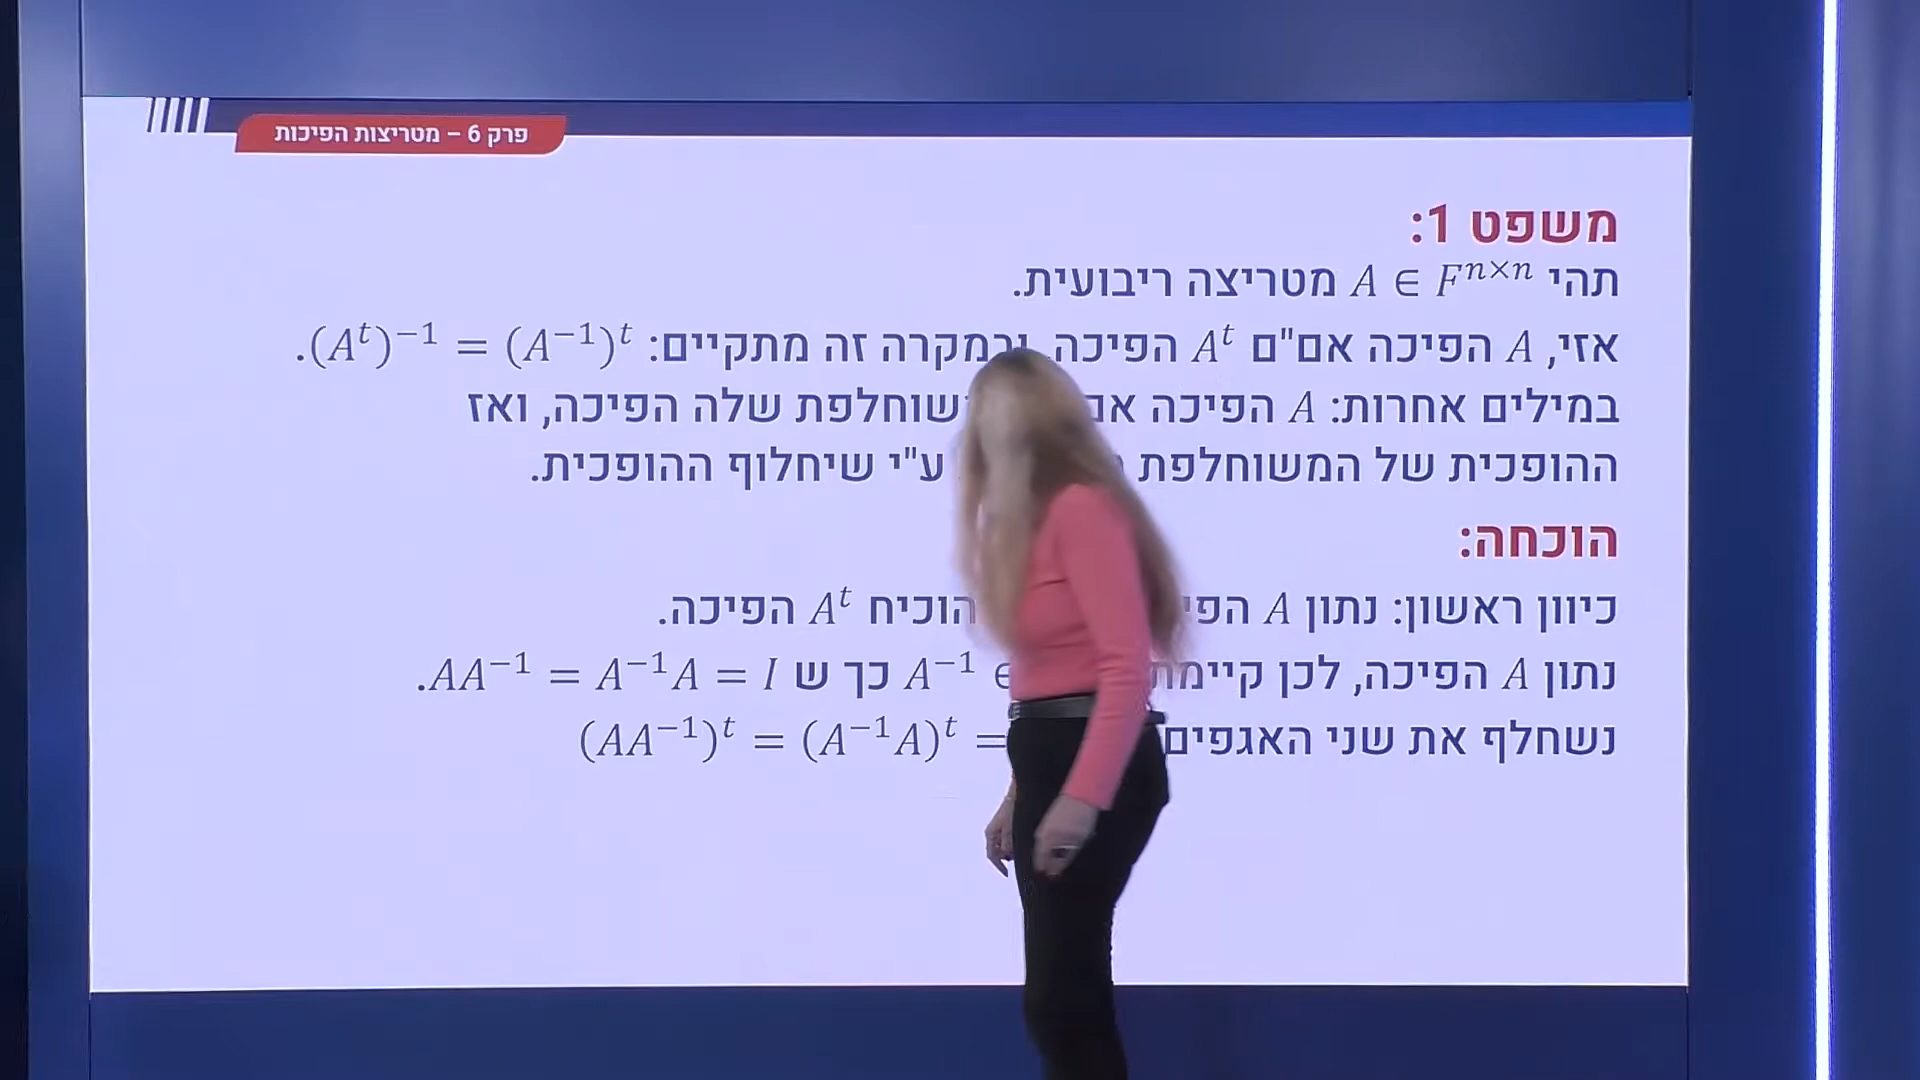 פרק 6 – מטריצות הפיכות
משפט 1:
תהי A ∈ F^{n×n} מטריצה ריבועית.
אזי, A הפיכה אם"ם A^t הפיכה, ובמקרה זה מתקיים: (A^t)^{-1} = (A^{-1})^t.
במילים אחרות: A הפיכה שלה הפיכה, ואז
ההופכית של המשוחלפת ע"י שיחלוף ההופכית.
הוכחה:
כיוון ראשון: נתון A A^t הפיכה.
נתון A הפיכה, לכן קיימת A^{-1} ∈ כך ש AA^{-1} = A^{-1}A = I.
נשחלף את שני האגפים (AA^{-1})^t = (A^{-1}A)^t =